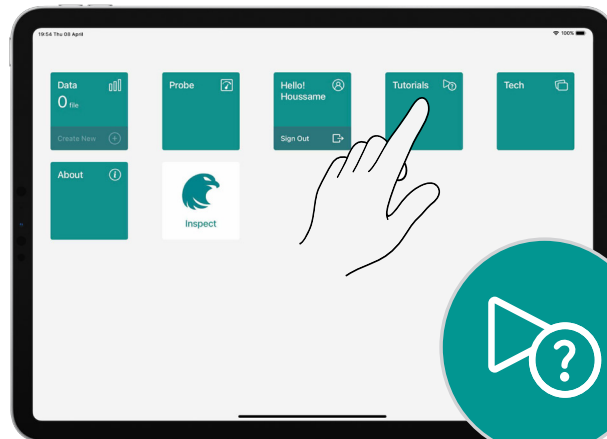 19:54 Thu 08 April
100%
Data
0 file
Create New
Probe
Hello!
Houssame
Sign Out
Tutorials
?
Tech
About
i
Inspect
?